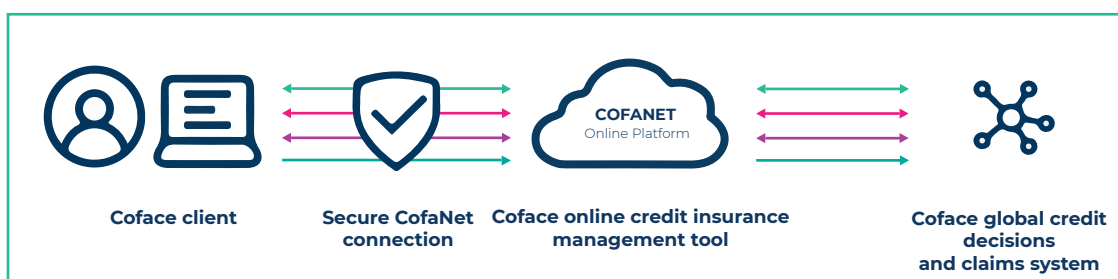 COFANET
Online Platform
Coface client
Secure CofaNet
connection
Coface online credit insurance
management tool
Coface global credit
decisions
and claims system